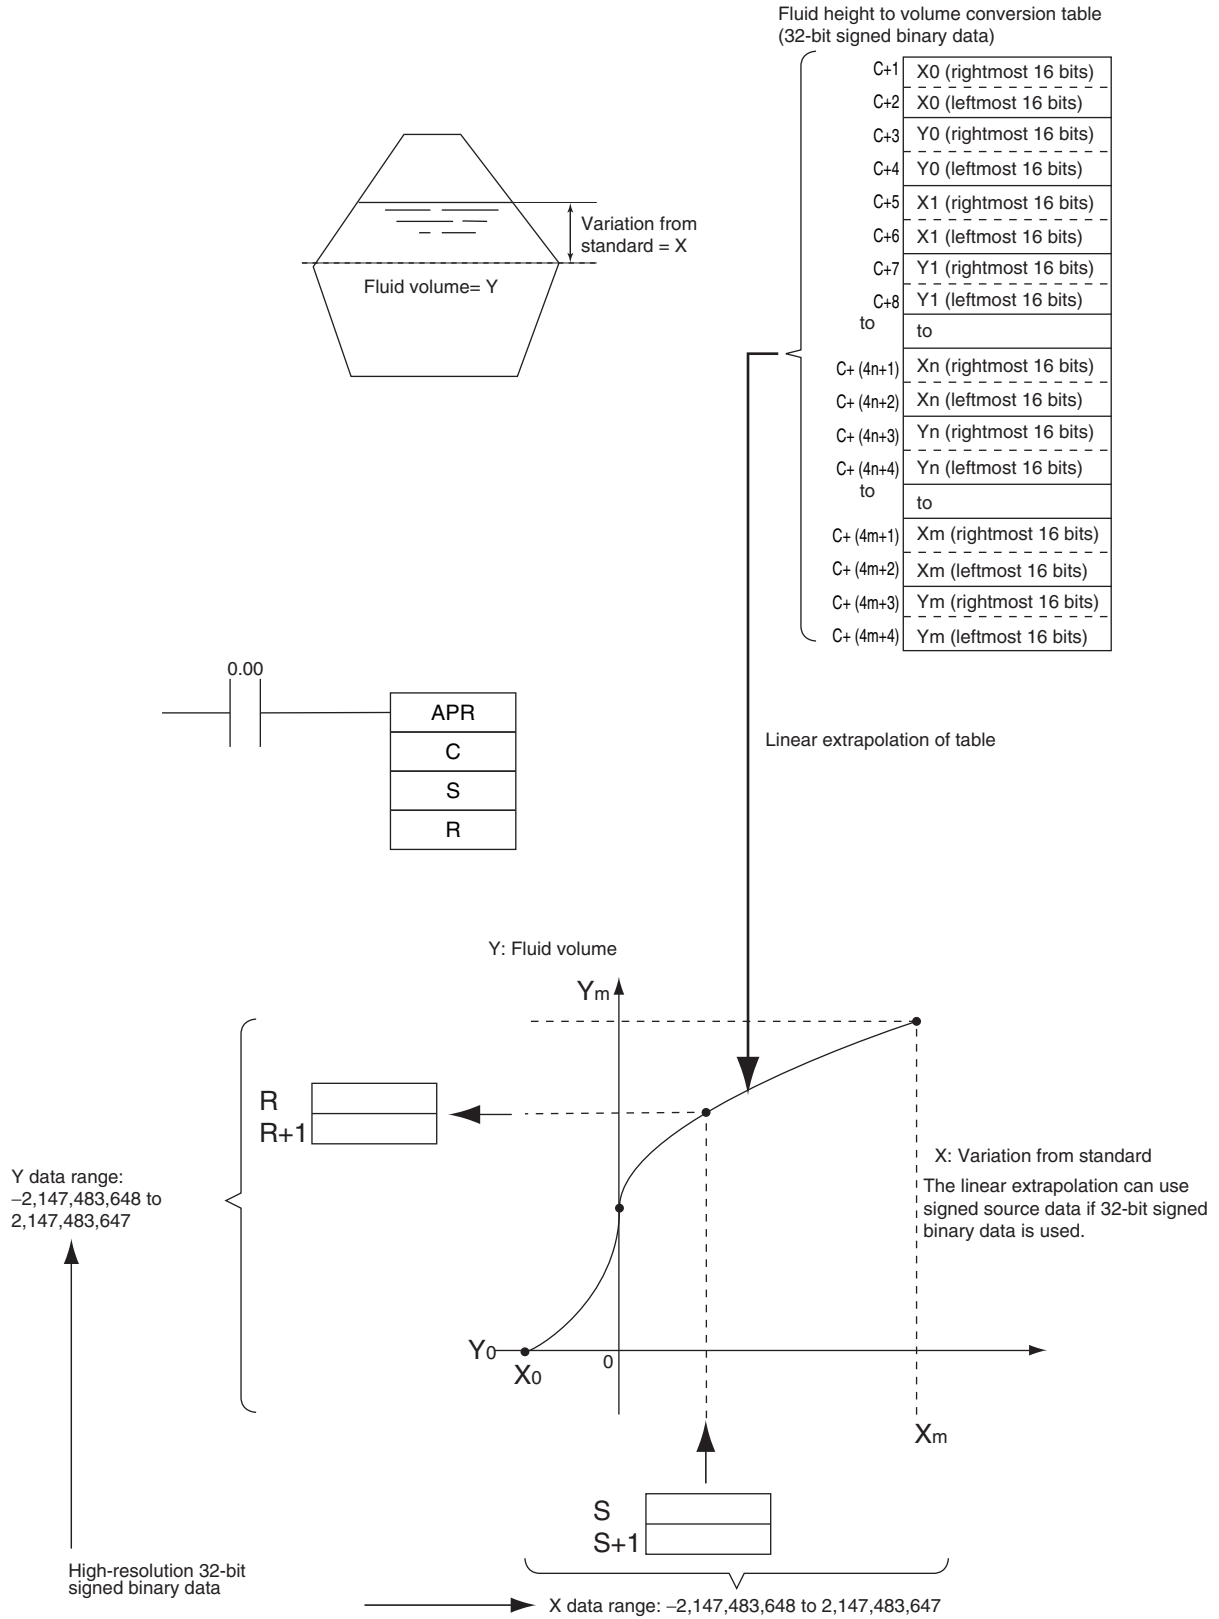 Fluid height to volume conversion table
(32-bit signed binary data)
C+1 X0 (rightmost 16 bits)
C+2 X0 (leftmost 16 bits)
C+3 Y0 (rightmost 16 bits)
C+4 Y0 (leftmost 16 bits)
C+5 X1 (rightmost 16 bits)
C+6 X1 (leftmost 16 bits)
C+7 Y1 (rightmost 16 bits)
C+8 Y1 (leftmost 16 bits)
to to
C+ (4n+1) Xn (rightmost 16 bits)
C+ (4n+2) Xn (leftmost 16 bits)
C+ (4n+3) Yn (rightmost 16 bits)
C+ (4n+4) Yn (leftmost 16 bits)
to to
C+ (4m+1) Xm (rightmost 16 bits)
C+ (4m+2) Xm (leftmost 16 bits)
C+ (4m+3) Ym (rightmost 16 bits)
C+ (4m+4) Ym (leftmost 16 bits)
Variation from
standard = X
Fluid volume= Y
0.00
APR
C
S
R
Linear extrapolation of table
Y: Fluid volume
Ym
R
R+1
Y data range:
−2,147,483,648 to
2,147,483,647
X: Variation from standard
The linear extrapolation can use
signed source data if 32-bit signed
binary data is used.
Y0
X0
0
Xm
S
S+1
High-resolution 32-bit
signed binary data
X data range: −2,147,483,648 to 2,147,483,647